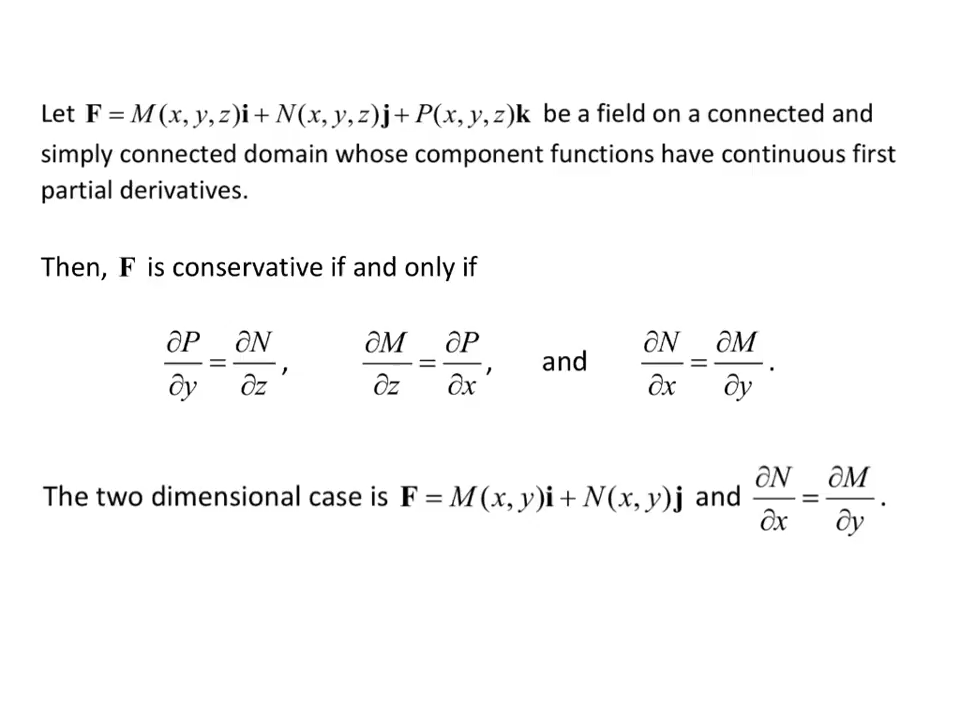 Let F = M(x, y, z)i + N(x, y, z)j + P(x, y, z)k be a field on a connected and
simply connected domain whose component functions have continuous first
partial derivatives.
Then, F is conservative if and only if
∂P/∂y = ∂N/∂z, ∂M/∂z = ∂P/∂x, and ∂N/∂x = ∂M/∂y.
The two dimensional case is F = M(x, y)i + N(x, y)j and ∂N/∂x = ∂M/∂y.